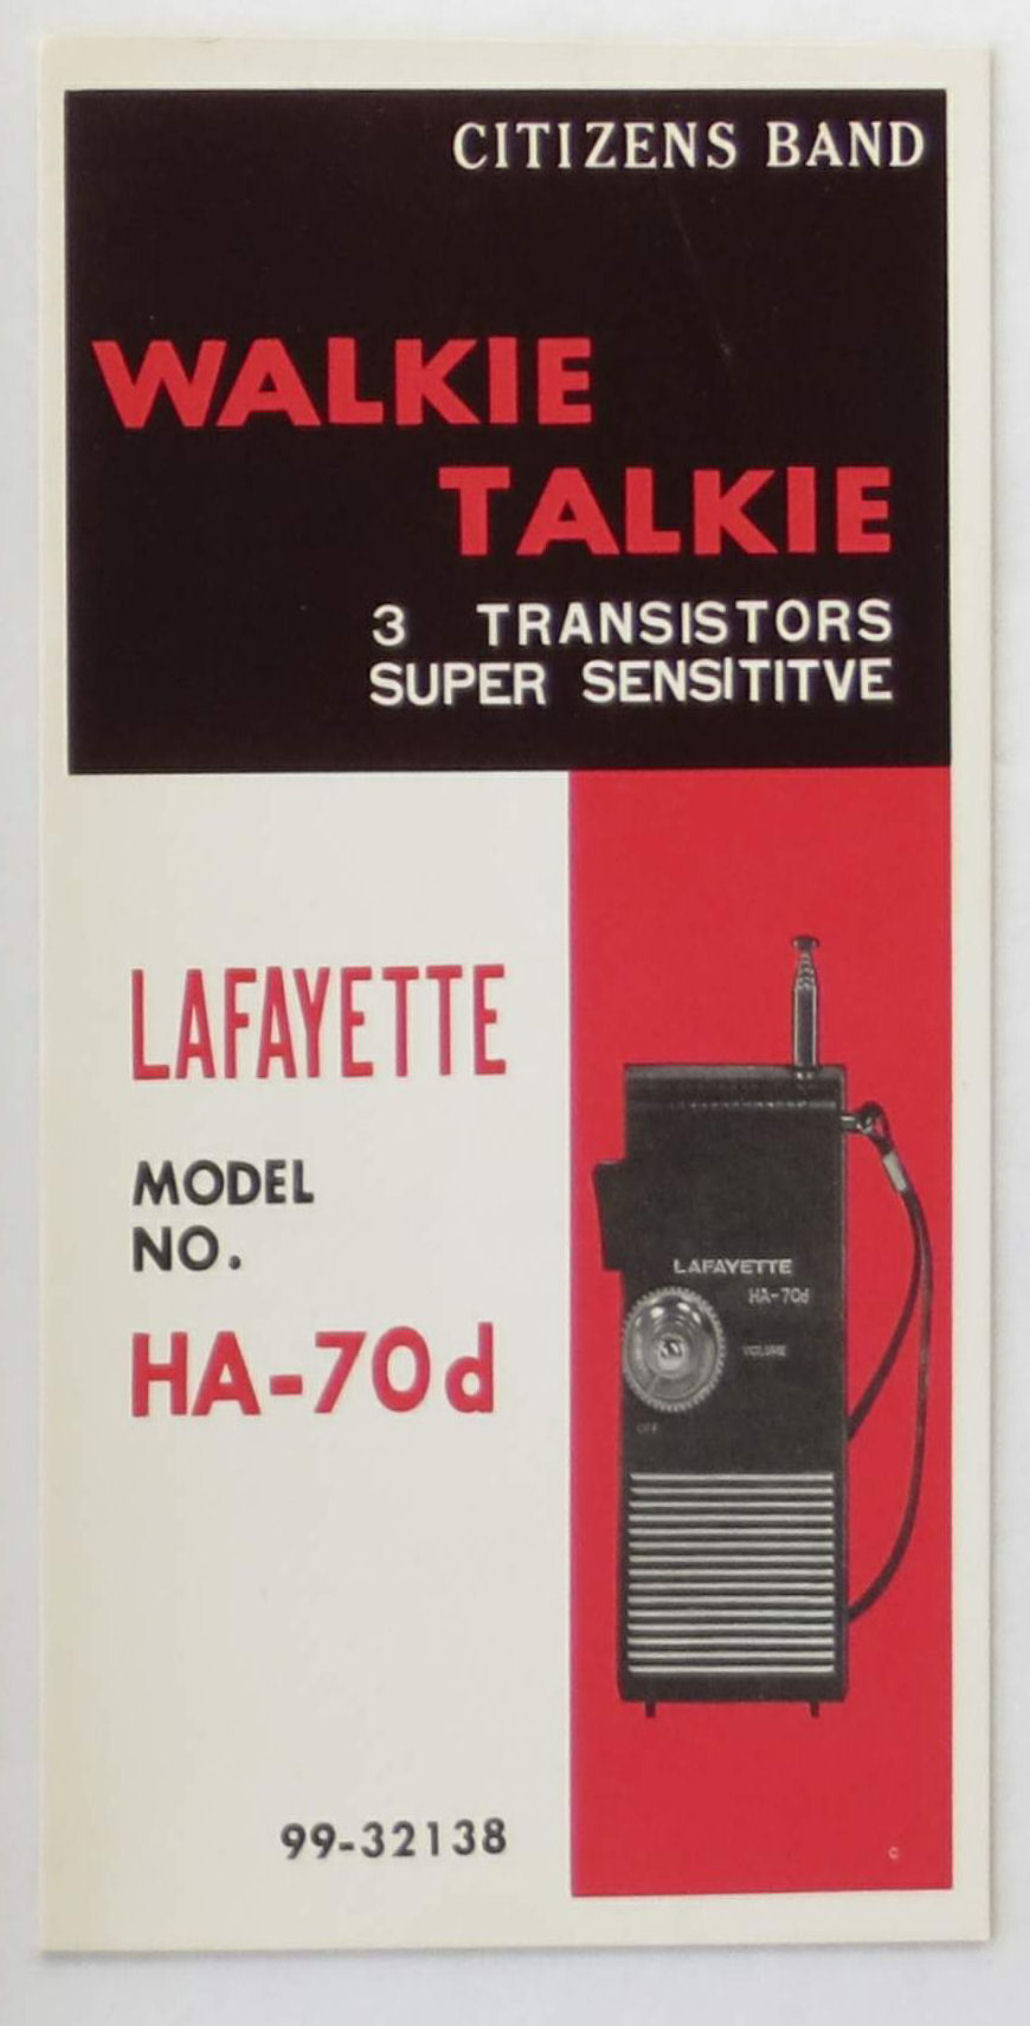 CITIZENS BAND
WALKIE
TALKIE
3 TRANSISTORS
SUPER SENSITITVE
LAFAYETTE
MODEL
NO.
HA-70d
LAFAYETTE
HA-70d
VOLUME
OFF
99-32138
C